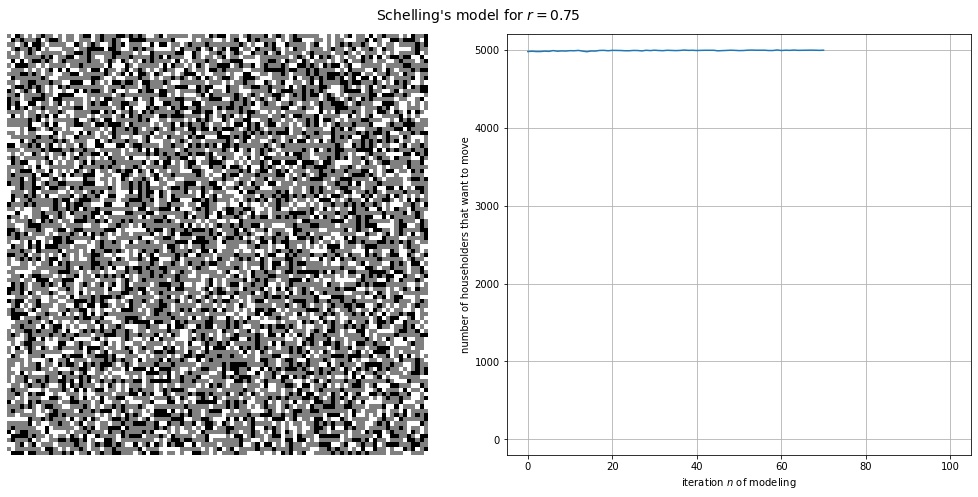 Schelling's model for r = 0.75
number of householders that want to move
5000
4000
3000
2000
1000
0
0 20 40 60 80 100
iteration n of modeling